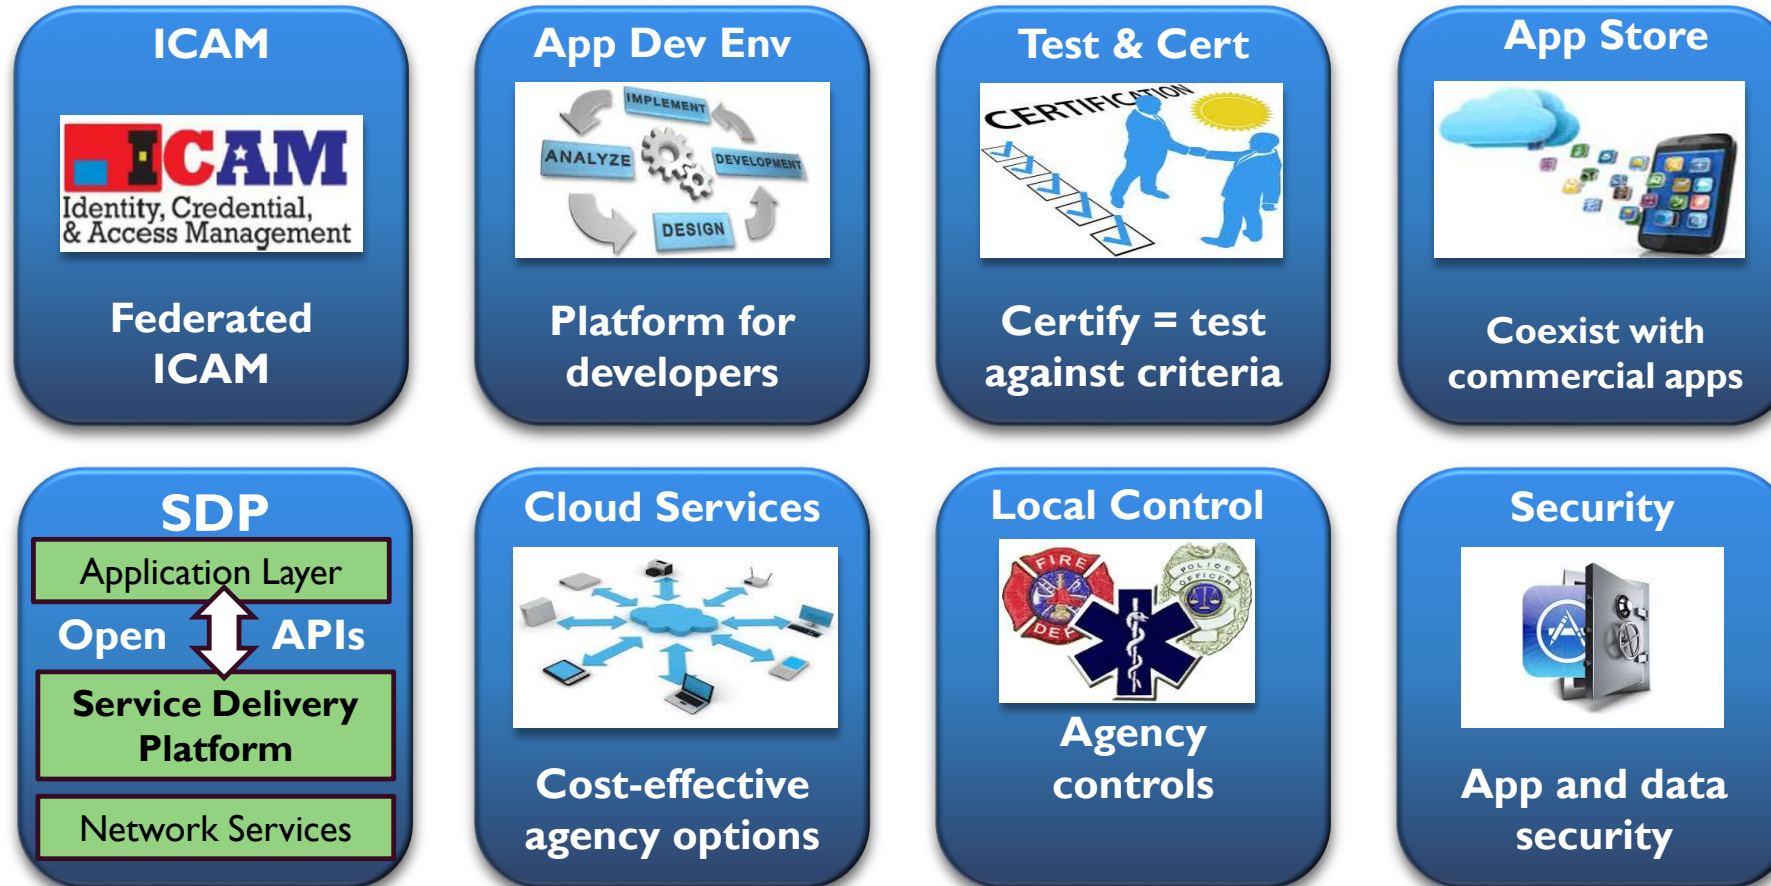 ICAM
ICAM
Identity, Credential,
& Access Management
Federated
ICAM
App Dev Env
IMPLEMENT
ANALYZE
DEVELOPMENT
DESIGN
Platform for
developers
Test & Cert
CERTIFICATION
Certify = test
against criteria
App Store
Coexist with
commercial apps
SDP
Application Layer
Open APIs
Service Delivery
Platform
Network Services
Cloud Services
Cost-effective
agency options
Local Control
FIRE
DEPT
POLICE
OFFICER
Agency
controls
Security
App and data
security